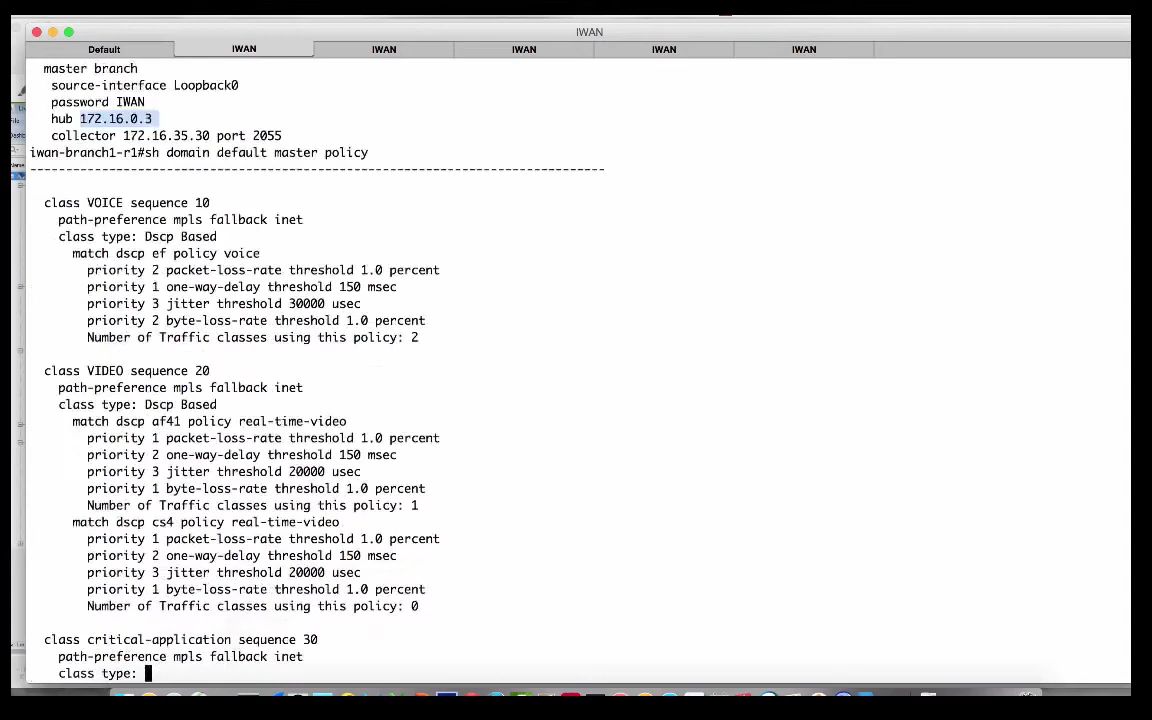 IWAN
Default IWAN IWAN IWAN IWAN IWAN
master branch
source-interface Loopback0
password IWAN
hub 172.16.0.3
collector 172.16.35.30 port 2055
iwan-branch1-r1#sh domain default master policy
--------------------------------------------------------------------------------
class VOICE sequence 10
path-preference mpls fallback inet
class type: Dscp Based
match dscp ef policy voice
priority 2 packet-loss-rate threshold 1.0 percent
priority 1 one-way-delay threshold 150 msec
priority 3 jitter threshold 30000 usec
priority 2 byte-loss-rate threshold 1.0 percent
Number of Traffic classes using this policy: 2
class VIDEO sequence 20
path-preference mpls fallback inet
class type: Dscp Based
match dscp af41 policy real-time-video
priority 1 packet-loss-rate threshold 1.0 percent
priority 2 one-way-delay threshold 150 msec
priority 3 jitter threshold 20000 usec
priority 1 byte-loss-rate threshold 1.0 percent
Number of Traffic classes using this policy: 1
match dscp cs4 policy real-time-video
priority 1 packet-loss-rate threshold 1.0 percent
priority 2 one-way-delay threshold 150 msec
priority 3 jitter threshold 20000 usec
priority 1 byte-loss-rate threshold 1.0 percent
Number of Traffic classes using this policy: 0
class critical-application sequence 30
path-preference mpls fallback inet
class type: